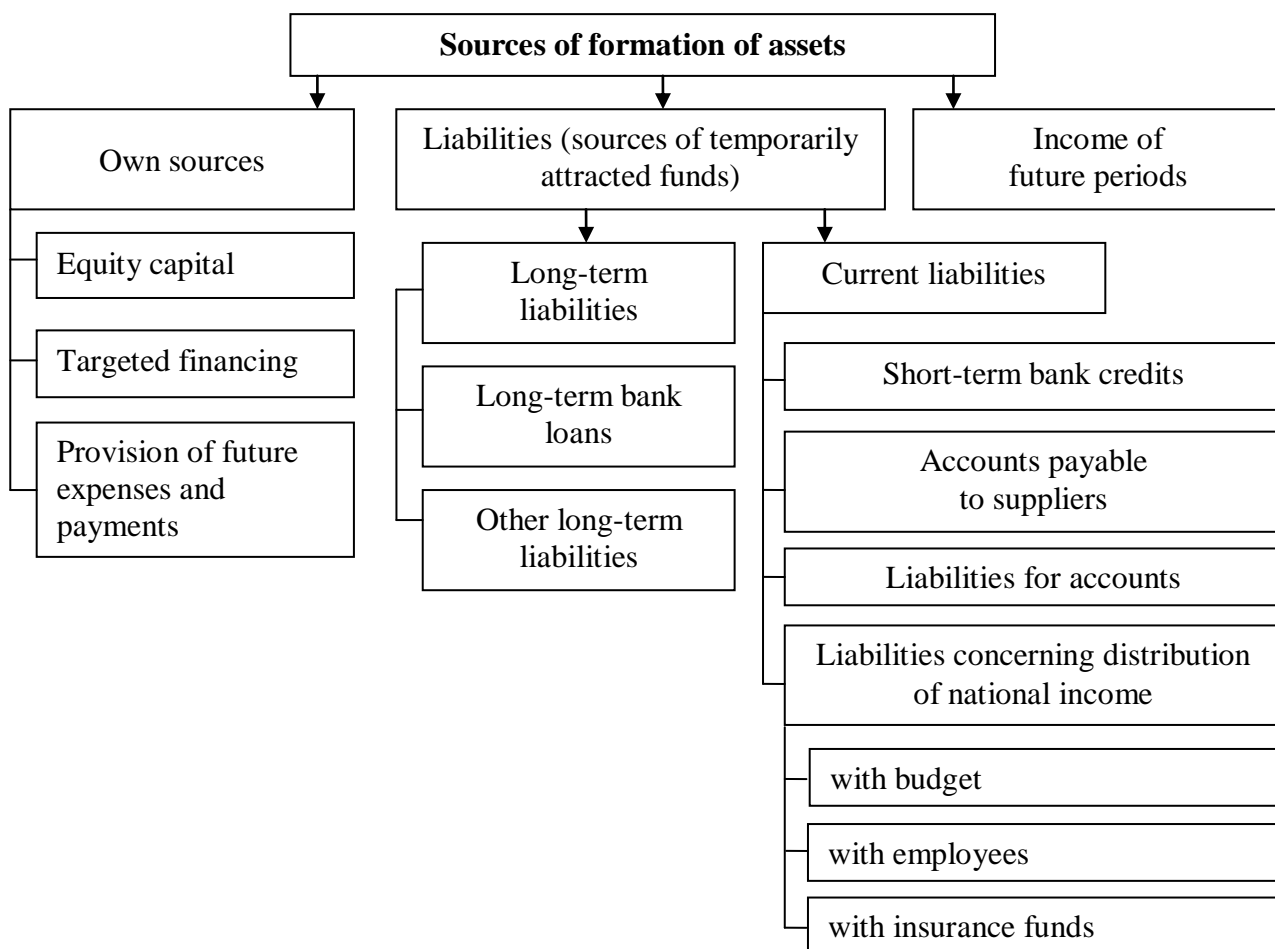 Sources of formation of assets
Own sources
Liabilities (sources of temporarily
attracted funds)
Income of
future periods
Equity capital
Targeted financing
Provision of future
expenses and
payments
Long-term
liabilities
Long-term bank
loans
Other long-term
liabilities
Current liabilities
Short-term bank credits
Accounts payable
to suppliers
Liabilities for accounts
Liabilities concerning distribution
of national income
with budget
with employees
with insurance funds